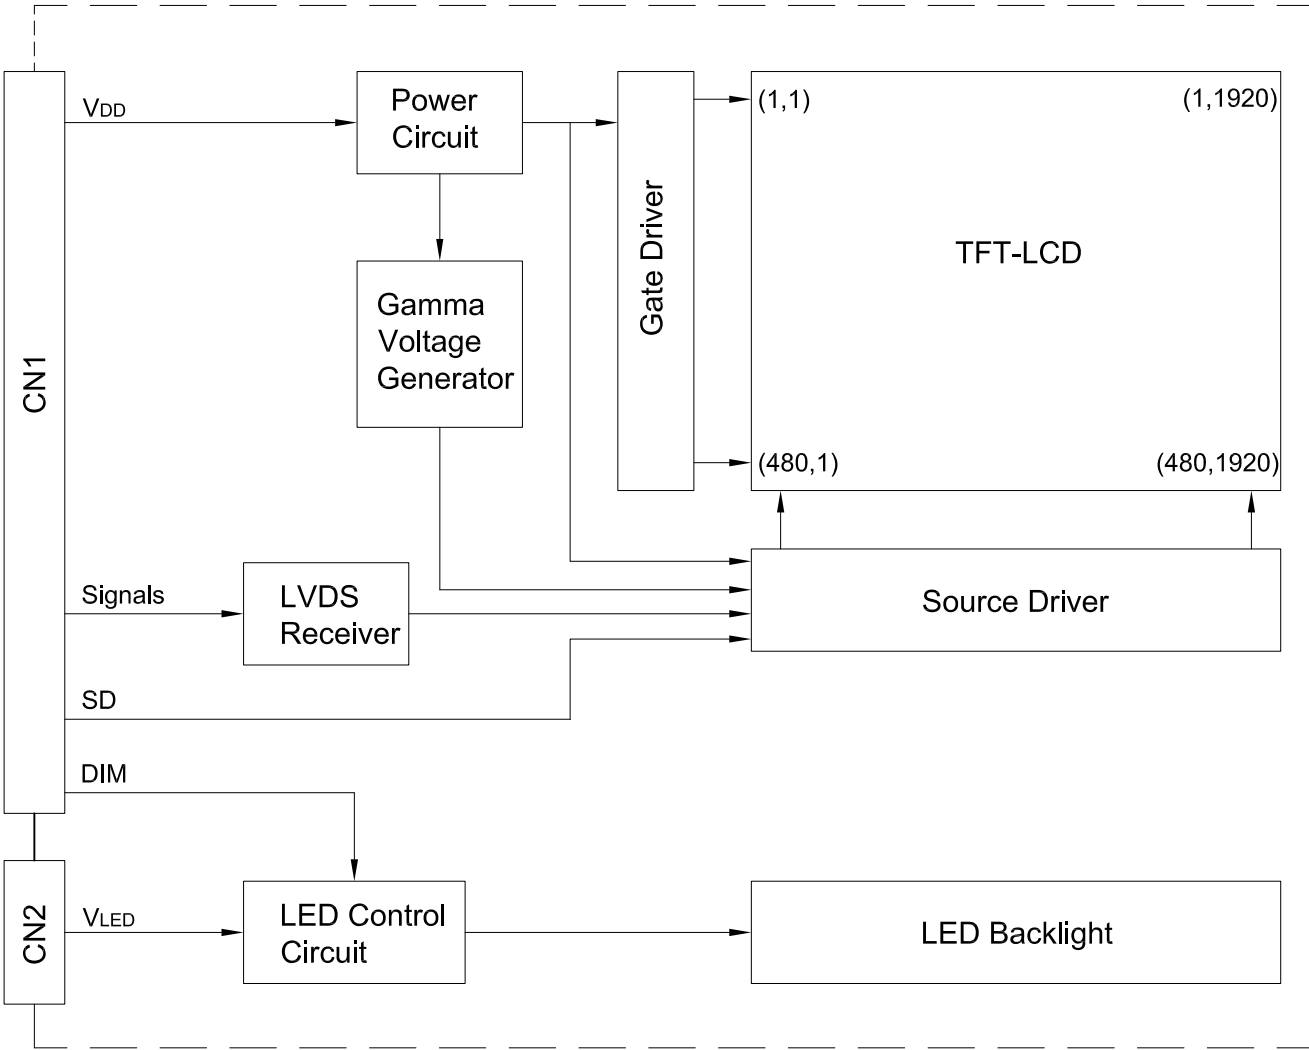 CN1
VDD
Power
Circuit
Gamma
Voltage
Generator
Gate Driver
(1,1)
(1,1920)
TFT-LCD
(480,1)
(480,1920)
Signals
LVDS
Receiver
Source Driver
SD
DIM
CN2
VLED
LED Control
Circuit
LED Backlight